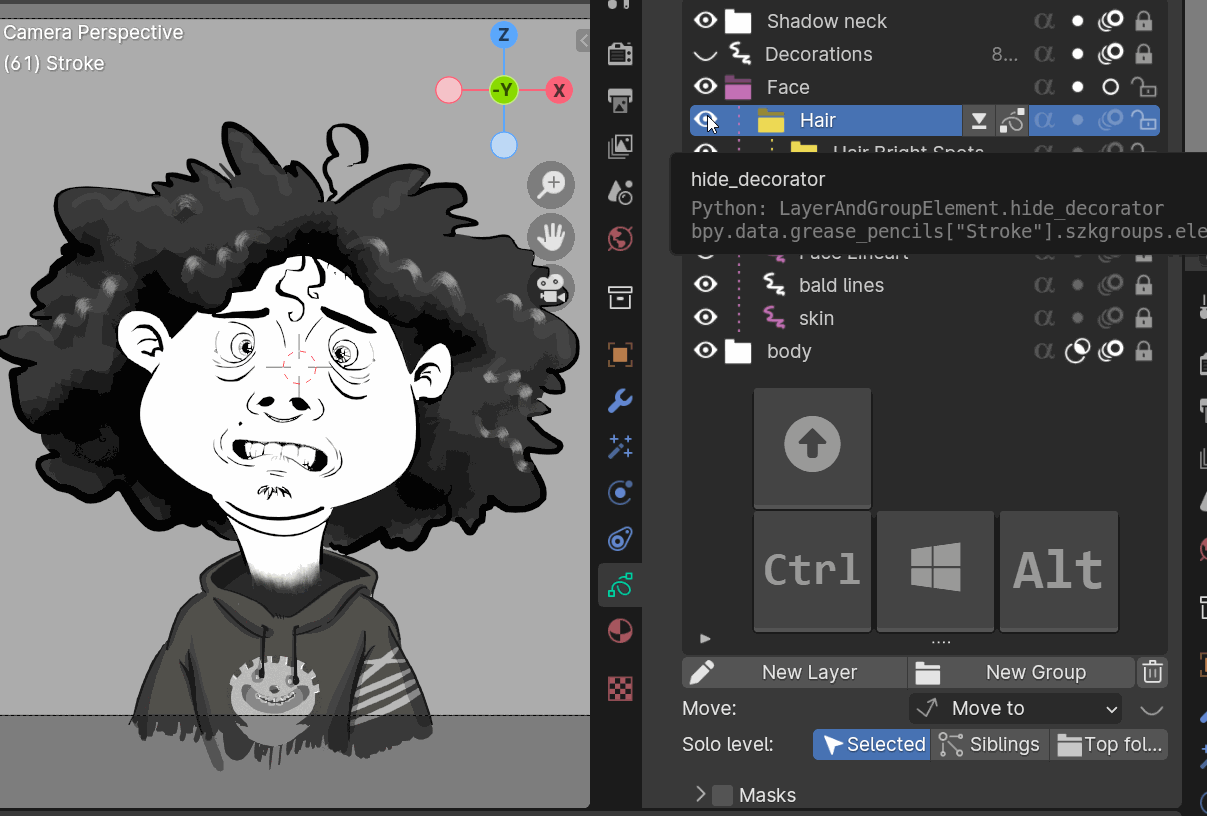 Camera Perspective
(61) Stroke
Z
-Y
X
Shadow neck
Decorations 8...
Face
Hair
Hair Bright Spots
hide_decorator
Python: LayerAndGroupElement.hide_decorator
bpy.data.grease_pencils["Stroke"].szkgroups.ele
Face Lineart
bald lines
skin
body
Ctrl
Alt
New Layer
New Group
Move:
Move to
Solo level:
Selected
Siblings
Top fol...
Masks